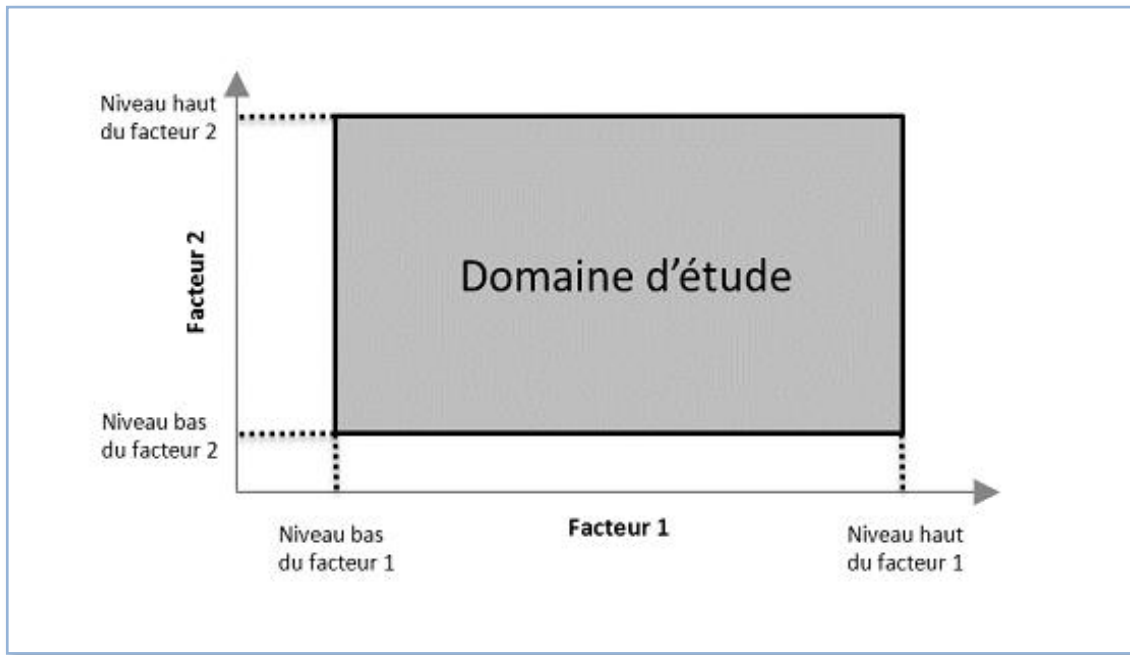 Niveau haut
du facteur 2
Facteur 2
Domaine d'étude
Niveau bas
du facteur 2
Niveau bas
du facteur 1
Facteur 1
Niveau haut
du facteur 1